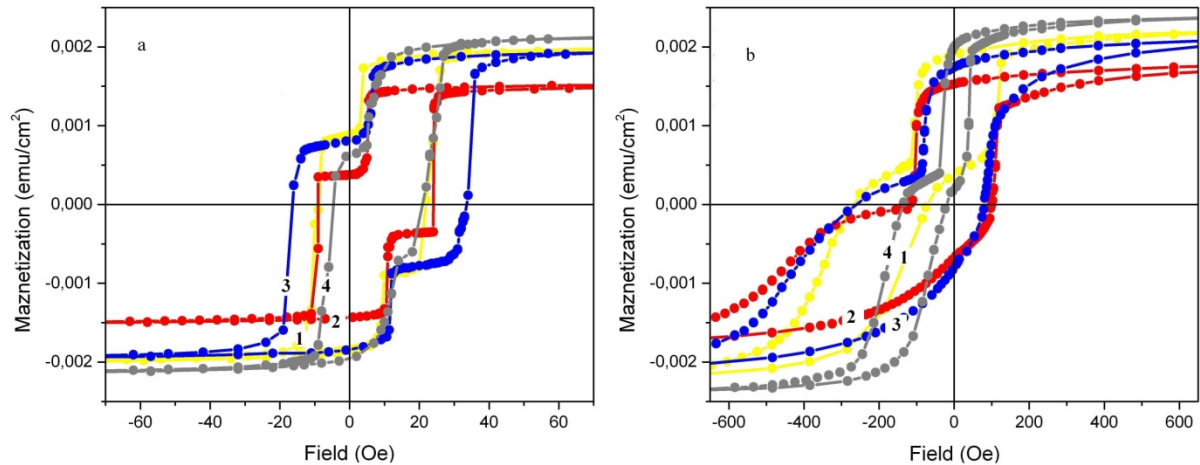 a
0,002
0,001
0,000
-0,001
-0,002
Maznetization (emu/cm²)
3
4
1
2
-60 -40 -20 0 20 40 60
Field (Oe)
b
0,002
0,001
0,000
-0,001
-0,002
Maznetization (emu/cm²)
4
1
2
3
-600 -400 -200 0 200 400 600
Field (Oe)